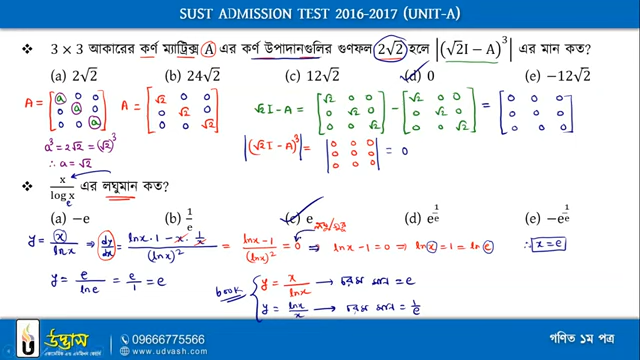 SUST ADMISSION TEST 2016-2017 (UNIT-A)
❖ 3 × 3 আকারের কর্ণ ম্যাট্রিক্স A এর কর্ণ উপাদানগুলির গুণফল 2√2 হলে |(√2I − A)³| এর মান কত?
(a) 2√2 (b) 24√2 (c) 12√2 (d) 0 (e) −12√2
A = [a 0 0; 0 a 0; 0 0 a] A = [√2 0 0; 0 √2 0; 0 0 √2] √2 I − A = [√2 0 0; 0 √2 0; 0 0 √2] − [√2 0 0; 0 √2 0; 0 0 √2] = [0 0 0; 0 0 0; 0 0 0]
a³ = 2√2 = (√2)³
∴ a = √2
|(√2 I − A)³| = |0 0 0; 0 0 0; 0 0 0| = 0
❖ x / log_e x এর লঘুমান কত?
(a) −e (b) 1/e (c) e (d) e^(1/e) (e) −e^(1/e)
y = x / ln x ⇒ dy/dx = (ln x · 1 − x · 1/x) / (ln x)² = (ln x − 1) / (ln x)² = 0 ⇒ ln x − 1 = 0 ⇒ ln x = 1 = ln e ∴ x = e
y = e / ln e = e / 1 = e
book
y = x / ln x → চরম মান = e
y = ln x / x → চরম মান = 1/e
উদ্ভাস
09666775566
www.udvash.com
গণিত ১ম পত্র